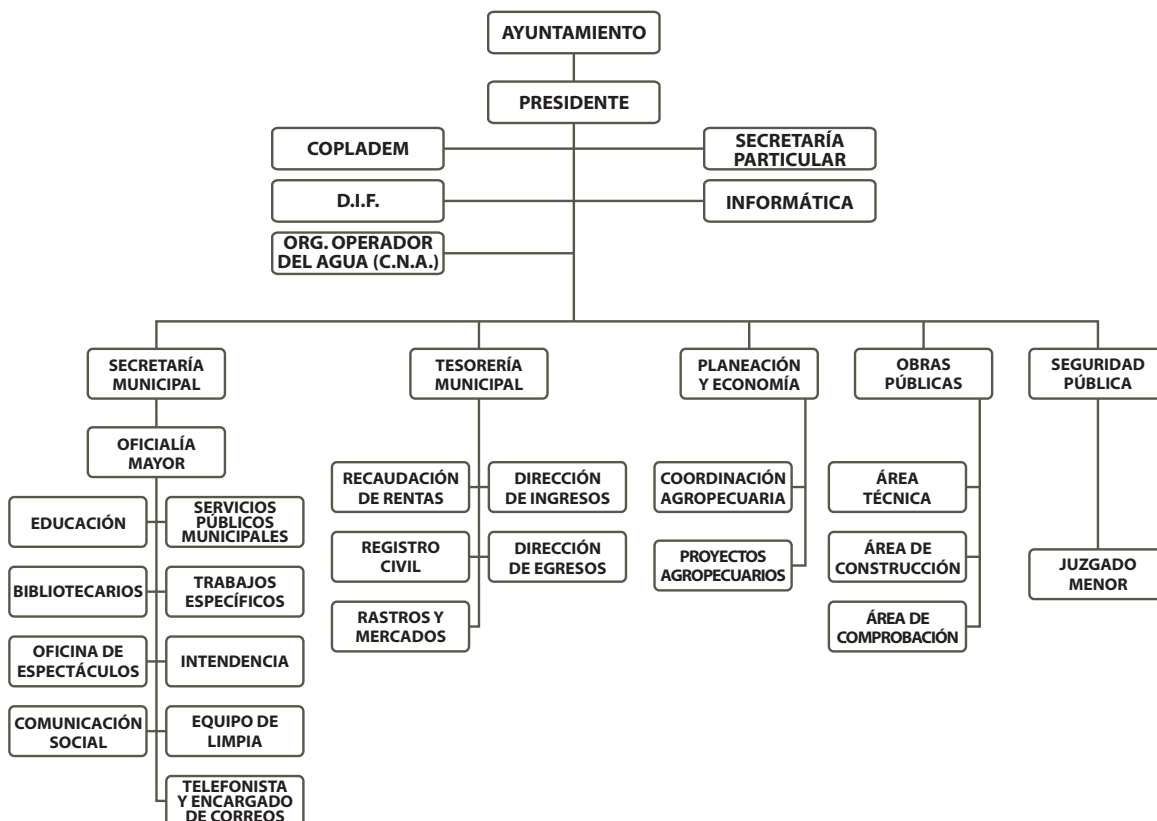 AYUNTAMIENTO
PRESIDENTE
COPLADEM
SECRETARÍA
PARTICULAR
D.I.F.
INFORMÁTICA
ORG. OPERADOR
DEL AGUA (C.N.A.)
SECRETARÍA
MUNICIPAL
TESORERÍA
MUNICIPAL
PLANEACIÓN
Y ECONOMÍA
OBRAS
PÚBLICAS
SEGURIDAD
PÚBLICA
OFICIALÍA
MAYOR
EDUCACIÓN
SERVICIOS
PÚBLICOS
MUNICIPALES
BIBLIOTECARIOS
TRABAJOS
ESPECÍFICOS
OFICINA DE
ESPECTÁCULOS
INTENDENCIA
COMUNICACIÓN
SOCIAL
EQUIPO DE
LIMPIA
TELEFONISTA
Y ENCARGADO
DE CORREOS
RECAUDACIÓN
DE RENTAS
DIRECCIÓN
DE INGRESOS
REGISTRO
CIVIL
DIRECCIÓN
DE EGRESOS
RASTROS Y
MERCADOS
COORDINACIÓN
AGROPECUARIA
PROYECTOS
AGROPECUARIOS
ÁREA
TÉCNICA
ÁREA DE
CONSTRUCCIÓN
ÁREA DE
COMPROBACIÓN
JUZGADO
MENOR